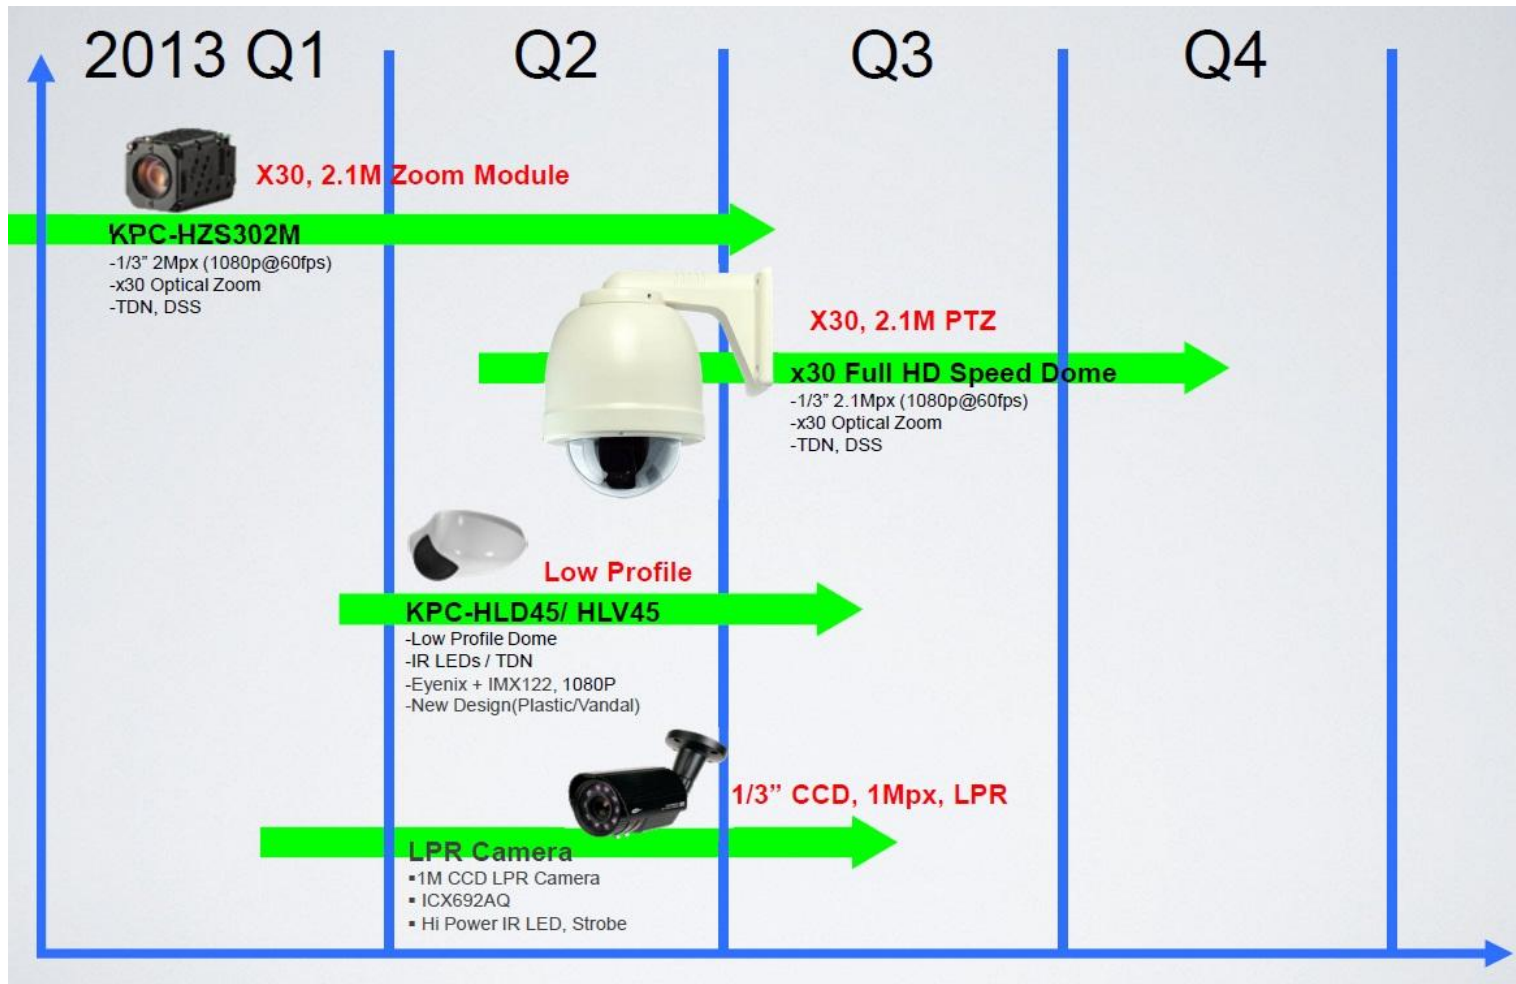 2013 Q1 Q2 Q3 Q4
X30, 2.1M Zoom Module
KPC-HZS302M
-1/3" 2Mpx (1080p@60fps)
-x30 Optical Zoom
-TDN, DSS
X30, 2.1M PTZ
x30 Full HD Speed Dome
-1/3" 2.1Mpx (1080p@60fps)
-x30 Optical Zoom
-TDN, DSS
Low Profile
KPC-HLD45/ HLV45
-Low Profile Dome
-IR LEDs / TDN
-Eyenix + IMX122, 1080P
-New Design(Plastic/Vandal)
1/3” CCD, 1Mpx, LPR
LPR Camera
▪1M CCD LPR Camera
▪ ICX692AQ
▪ Hi Power IR LED, Strobe